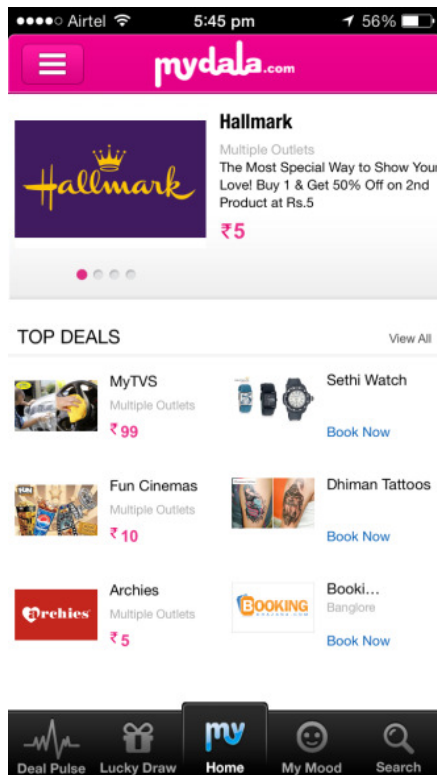 Airtel 5:45 pm 56%
mydala.com
Hallmark
Hallmark
Multiple Outlets
The Most Special Way to Show Your
Love! Buy 1 & Get 50% Off on 2nd
Product at Rs.5
₹5
TOP DEALS View All
MyTVS
Multiple Outlets
₹99
Sethi Watch
Book Now
FUN
Fun Cinemas
Multiple Outlets
₹10
Dhiman Tattoos
Book Now
archies
Archies
Multiple Outlets
₹5
BOOKING
Booki...
Banglore
Book Now
my
Deal Pulse Lucky Draw Home My Mood Search